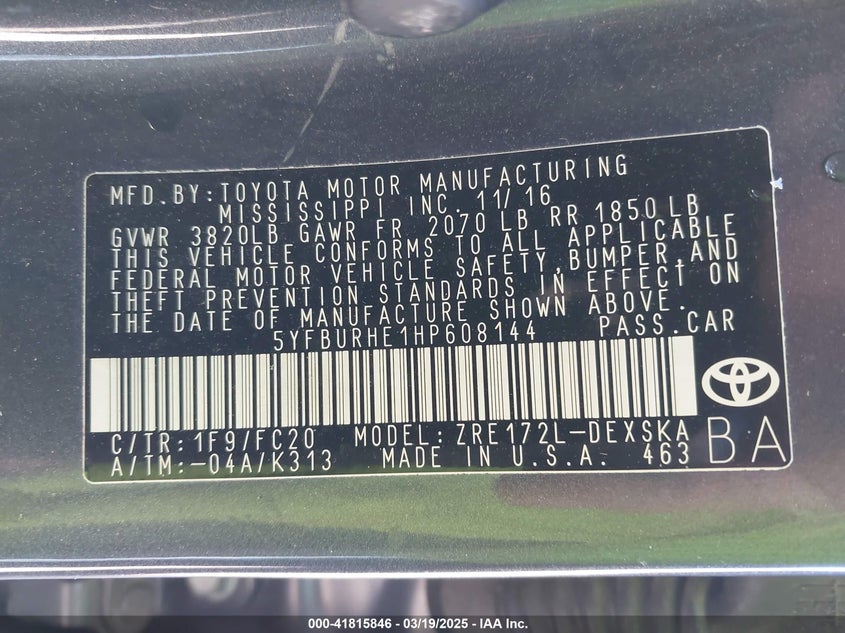 MFD.BY:TOYOTA MOTOR MANUFACTURING
MISSISSIPPI INC. 11/16
GVWR 3820LB GAWR FR 2070 LB RR 1850 LB
THIS VEHICLE CONFORMS TO ALL APPLICABLE
FEDERAL MOTOR VEHICLE SAFETY,BUMPER,AND
THEFT PREVENTION STANDARDS IN EFFECT ON
THE DATE OF MANUFACTURE SHOWN ABOVE.
5YFBURHE1HP608144 PASS.CAR
C/TR:1F9/FC20 MODEL:ZRE172L-DEXSKA
A/TM:-04A/K313 MADE IN U.S.A. 463
BA
000-41815846 - 03/19/2025 - IAA Inc.